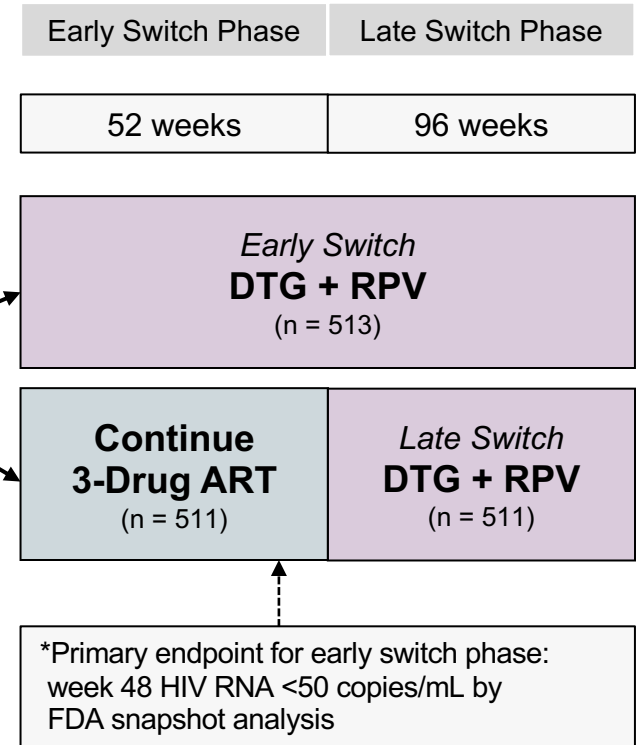 Early Switch Phase
Late Switch Phase
52 weeks
96 weeks
Early Switch
DTG + RPV
(n = 513)
Continue
3-Drug ART
(n = 511)
Late Switch
DTG + RPV
(n = 511)
*Primary endpoint for early switch phase:
week 48 HIV RNA <50 copies/mL by
FDA snapshot analysis